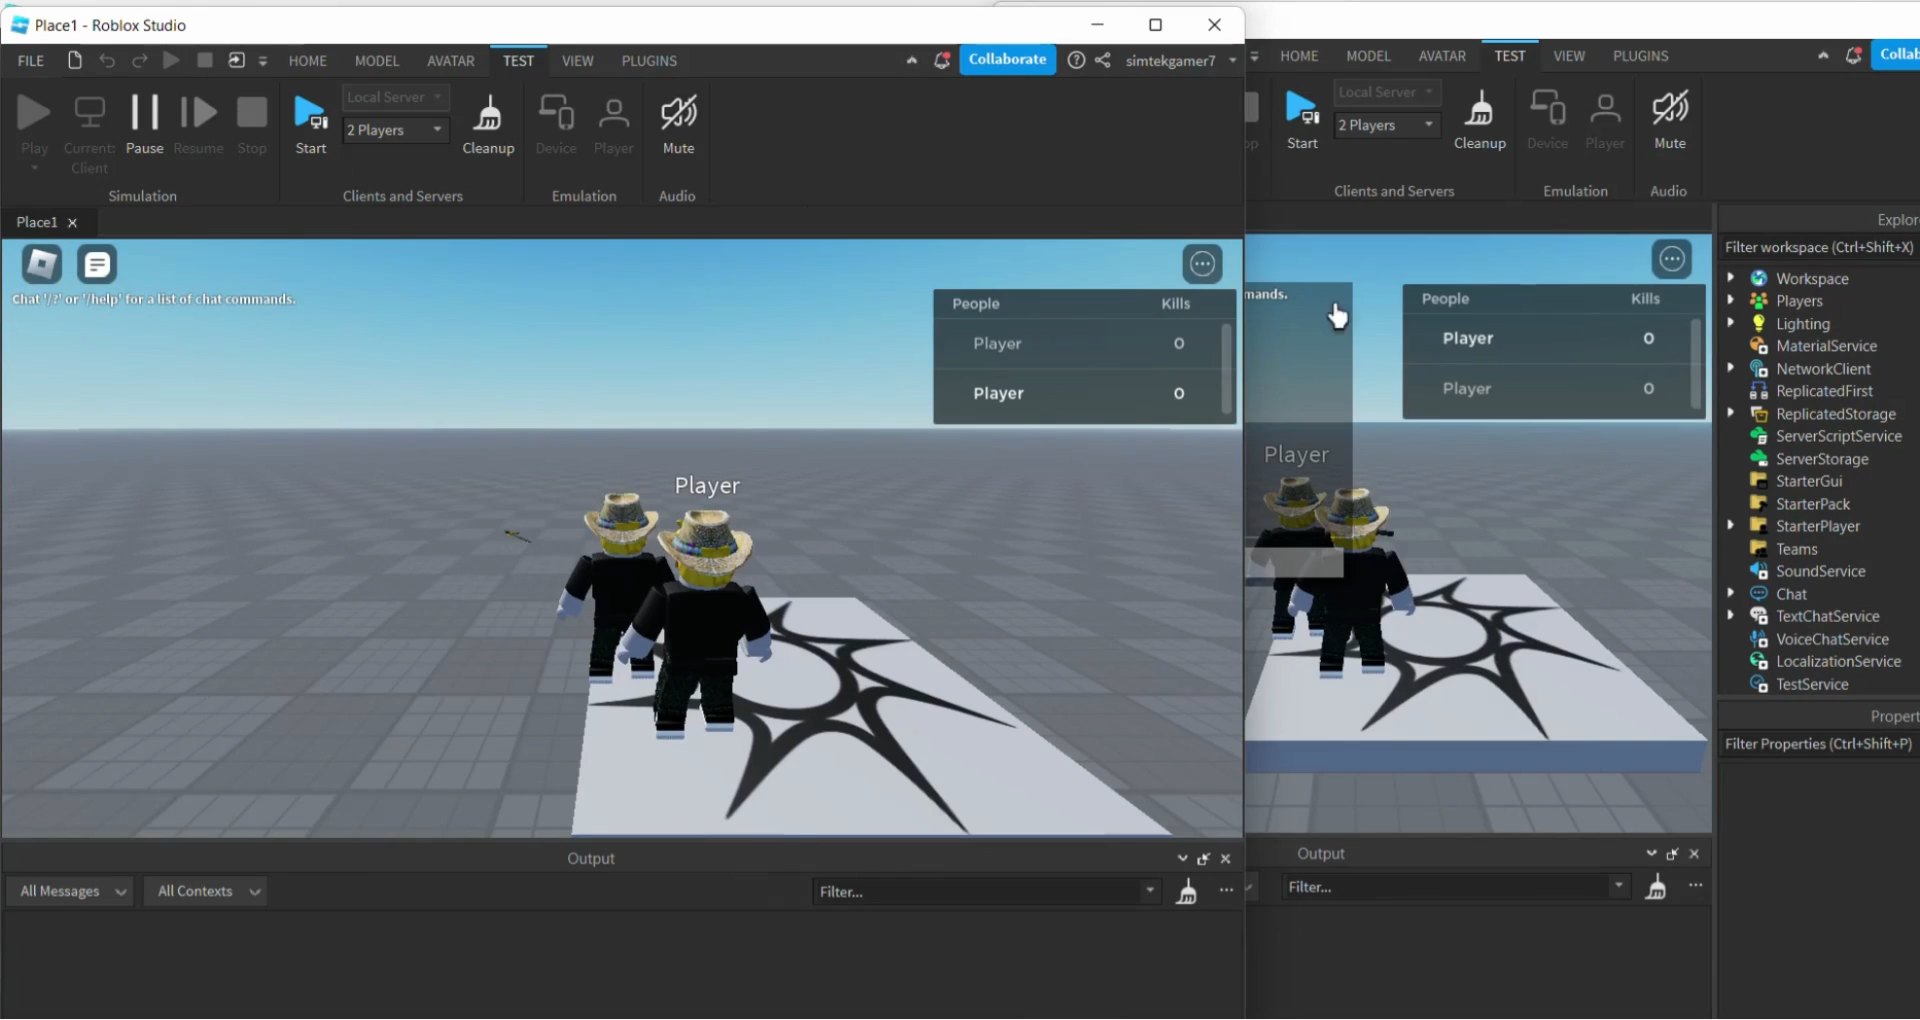 Place1 - Roblox Studio
FILE HOME MODEL AVATAR TEST VIEW PLUGINS Collaborate simtekgamer7
Play Current: Client Pause Resume Stop
Simulation
Start Local Server 2 Players Cleanup
Clients and Servers
Device Player
Emulation
Mute
Audio
Place1
Chat '/?' or '/help' for a list of chat commands.
People Kills
Player 0
Player 0
Player
Output
All Messages All Contexts Filter...
HOME MODEL AVATAR TEST VIEW PLUGINS Collab
op Start Local Server 2 Players Cleanup Device Player Mute
Clients and Servers Emulation Audio
mands.
People Kills
Player 0
Player 0
Player
Output
Filter...
Explor
Filter workspace (Ctrl+Shift+X)
Workspace
Players
Lighting
MaterialService
NetworkClient
ReplicatedFirst
ReplicatedStorage
ServerScriptService
ServerStorage
StarterGui
StarterPack
StarterPlayer
Teams
SoundService
Chat
TextChatService
VoiceChatService
LocalizationService
TestService
Propert
Filter Properties (Ctrl+Shift+P)